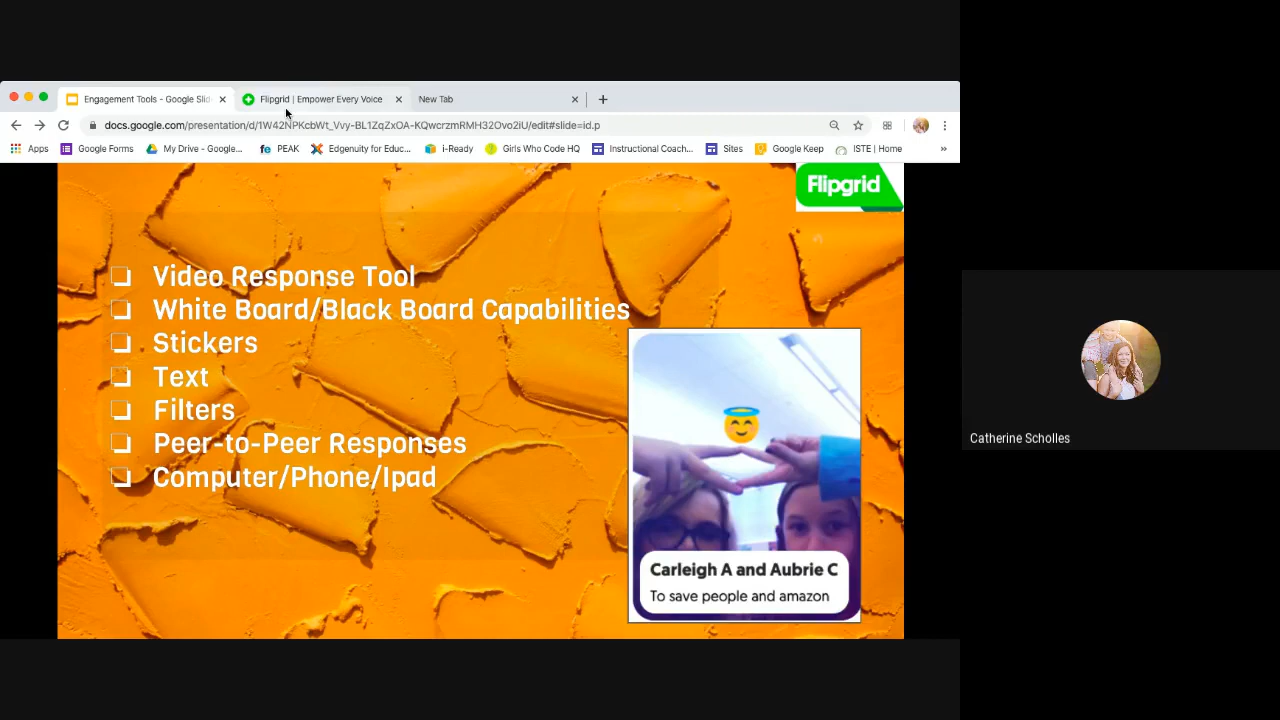 Engagement Tools - Google Slid
Flipgrid | Empower Every Voice
New Tab
docs.google.com/presentation/d/1W42NPKcbWt_Vvy-BL1ZqZxOA-KQwcrzmRMH32Ovo2iU/edit#slide=id.p
Apps
Google Forms
My Drive - Google...
fe PEAK
Edgenuity for Educ...
i-Ready
Girls Who Code HQ
Instructional Coach...
Sites
Google Keep
ISTE | Home
Flipgrid
Video Response Tool
White Board/Black Board Capabilities
Stickers
Text
Filters
Peer-to-Peer Responses
Computer/Phone/Ipad
Carleigh A and Aubrie C
To save people and amazon
Catherine Scholles